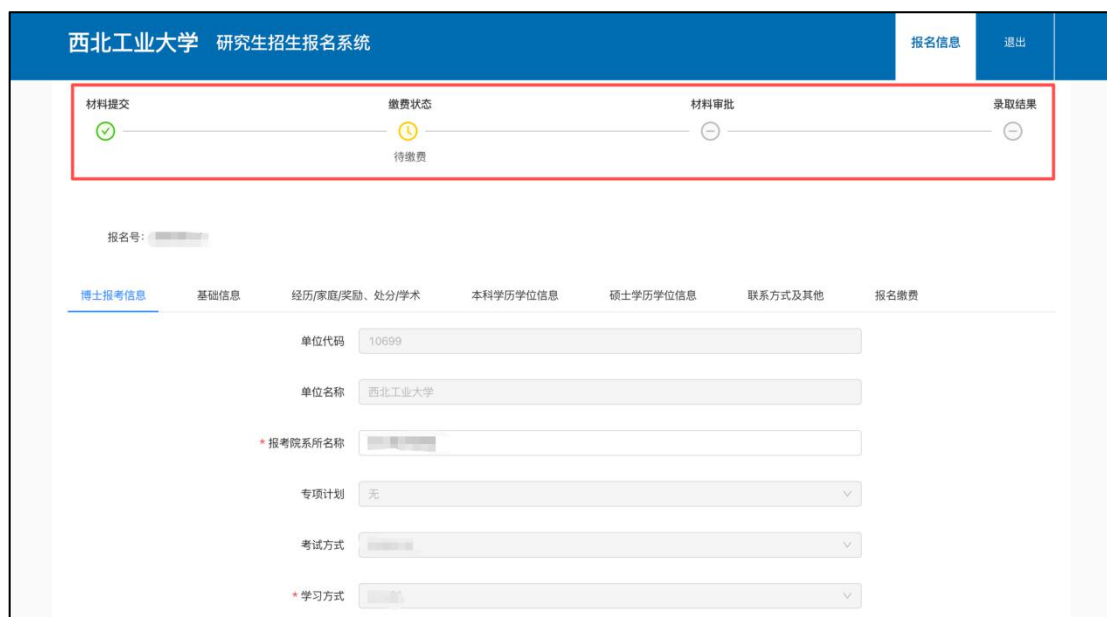 西北工业大学 研究生招生报名系统 报名信息 退出
材料提交 缴费状态 材料审批 录取结果
待缴费
报名号：
博士报考信息 基础信息 经历/家庭/奖励、处分/学术 本科学历学位信息 硕士学历学位信息 联系方式及其他 报名缴费
单位代码 10699
单位名称 西北工业大学
* 报考院系所名称
专项计划 无
考试方式
* 学习方式